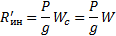 R'ин = P/g Wc = P/g W